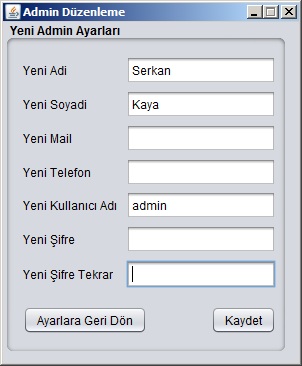 Admin Düzenleme
Yeni Admin Ayarları
Yeni Adi Serkan
Yeni Soyadi Kaya
Yeni Mail
Yeni Telefon
Yeni Kullanıcı Adı admin
Yeni Şifre
Yeni Şifre Tekrar
Ayarlara Geri Dön Kaydet